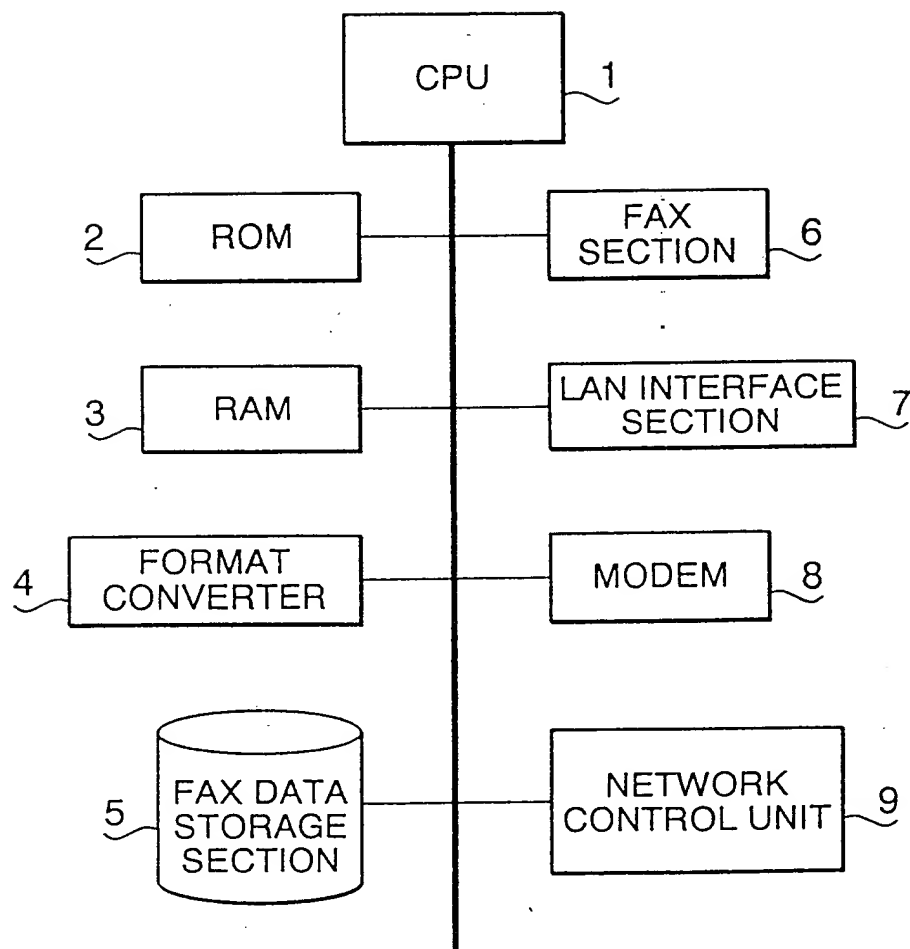 CPU
1
2
ROM
FAX
SECTION
6
3
RAM
LAN INTERFACE
SECTION
7
4
FORMAT
CONVERTER
MODEM
8
5
FAX DATA
STORAGE
SECTION
NETWORK
CONTROL UNIT
9